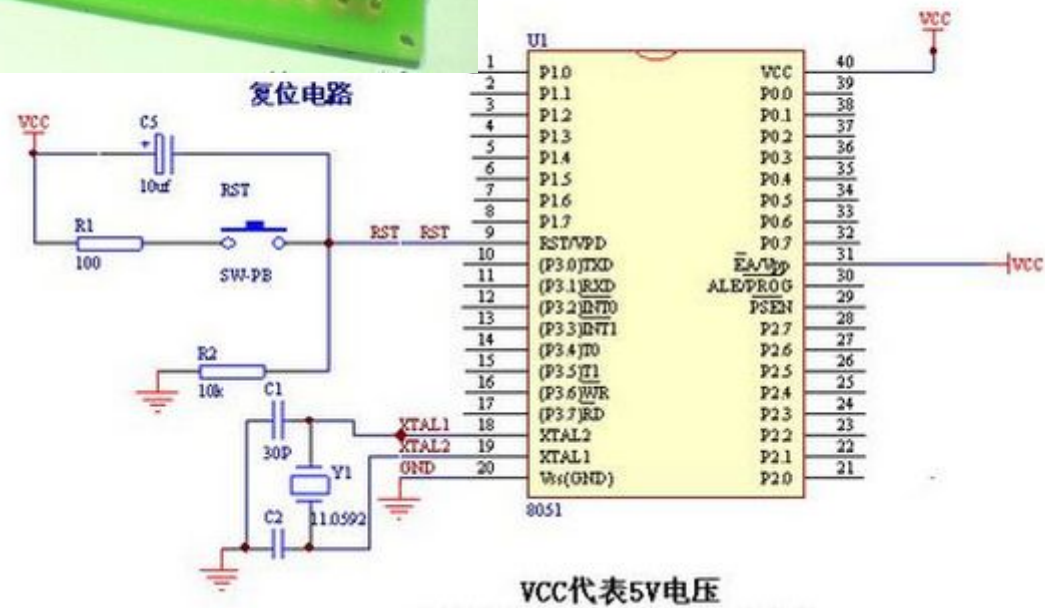 复位电路
VCC
C5
10uf
RST
R1
100
SW-PB
RST RST
R2
10k
C1
30P
Y1
C2
11.0592
XTAL1
XTAL2
GND
U1
1 P1.0 VCC 40
2 P1.1 P0.0 39
3 P1.2 P0.1 38
4 P1.3 P0.2 37
5 P1.4 P0.3 36
6 P1.5 P0.4 35
7 P1.6 P0.5 34
8 P1.7 P0.6 33
9 RST/VPD P0.7 32
10 (P3.0)TXD EA/Vpp 31
11 (P3.1)RXD ALE/PROG 30
12 (P3.2)INT0 PSEN 29
13 (P3.3)INT1 P2.7 28
14 (P3.4)T0 P2.6 27
15 (P3.5)T1 P2.5 26
16 (P3.6)WR P2.4 25
17 (P3.7)RD P2.3 24
18 XTAL2 P2.2 23
19 XTAL1 P2.1 22
20 Vss(GND) P2.0 21
8051
VCC
VCC
VCC代表5V电压